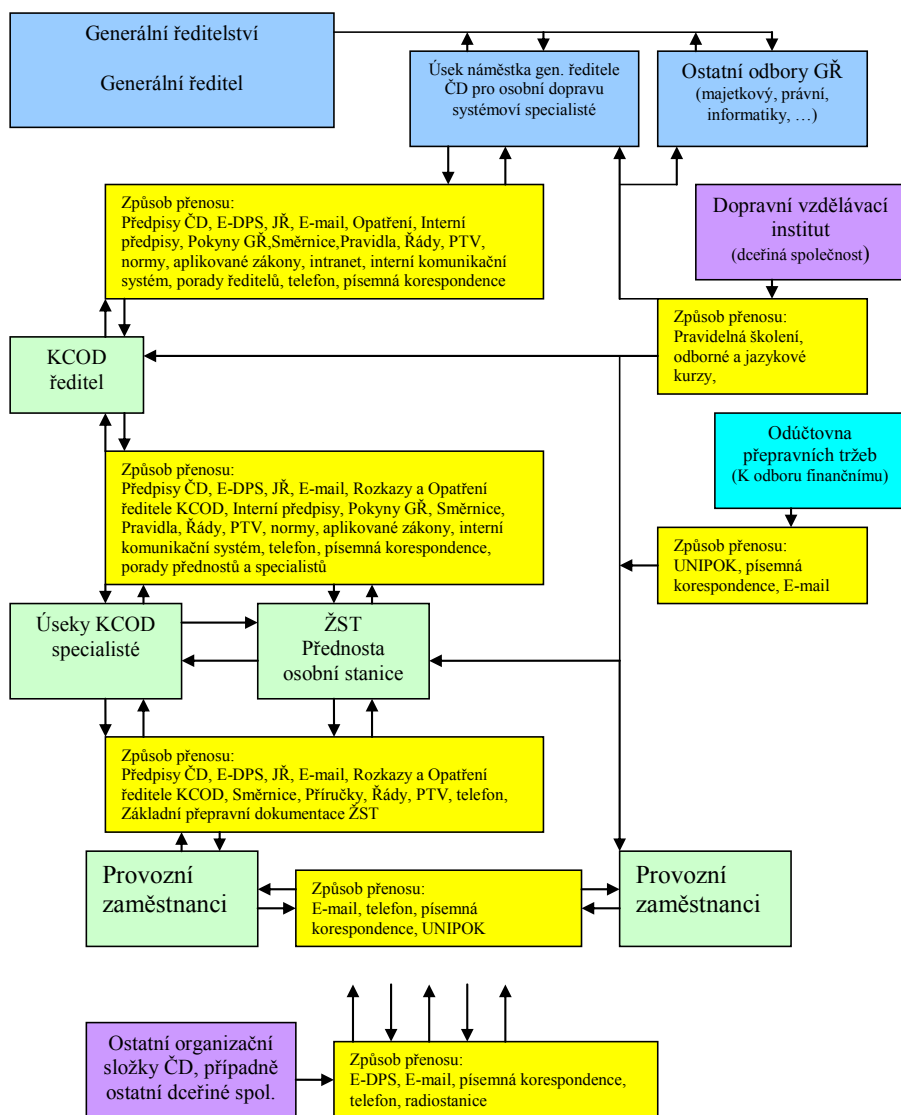 Generální ředitelství
Generální ředitel
Úsek náměstka gen. ředitele
ČD pro osobní dopravu
systémoví specialisté
Ostatní odbory GŘ
(majetkový, právní,
informatiky, …)
Způsob přenosu:
Předpisy ČD, E-DPS, JŘ, E-mail, Opatření, Interní
předpisy, Pokyny GŘ,Směrnice,Pravidla, Řády, PTV,
normy, aplikované zákony, intranet, interní komunikační
systém, porady ředitelů, telefon, písemná korespondence
Dopravní vzdělávací
institut
(dceřiná společnost)
Způsob přenosu:
Pravidelná školení,
odborné a jazykové
kurzy,
KCOD
ředitel
Odúčtovna
přepravních tržeb
(K odboru finančnímu)
Způsob přenosu:
Předpisy ČD, E-DPS, JŘ, E-mail, Rozkazy a Opatření
ředitele KCOD, Interní předpisy, Pokyny GŘ, Směrnice,
Pravidla, Řády, PTV, normy, aplikované zákony, interní
komunikační systém, telefon, písemná korespondence,
porady přednostů a specialistů
Způsob přenosu:
UNIPOK, písemná
korespondence, E-mail
Úseky KCOD
specialisté
ŽST
Přednosta
osobní stanice
Způsob přenosu:
Předpisy ČD, E-DPS, JŘ, E-mail, Rozkazy a Opatření
ředitele KCOD, Směrnice, Příručky, Řády, PTV, telefon,
Základní přepravní dokumentace ŽST
Provozní
zaměstnanci
Způsob přenosu:
E-mail, telefon, písemná
korespondence, UNIPOK
Provozní
zaměstnanci
Ostatní organizační
složky ČD, případně
ostatní dceřiné spol.
Způsob přenosu:
E-DPS, E-mail, písemná korespondence,
telefon, radiostanice